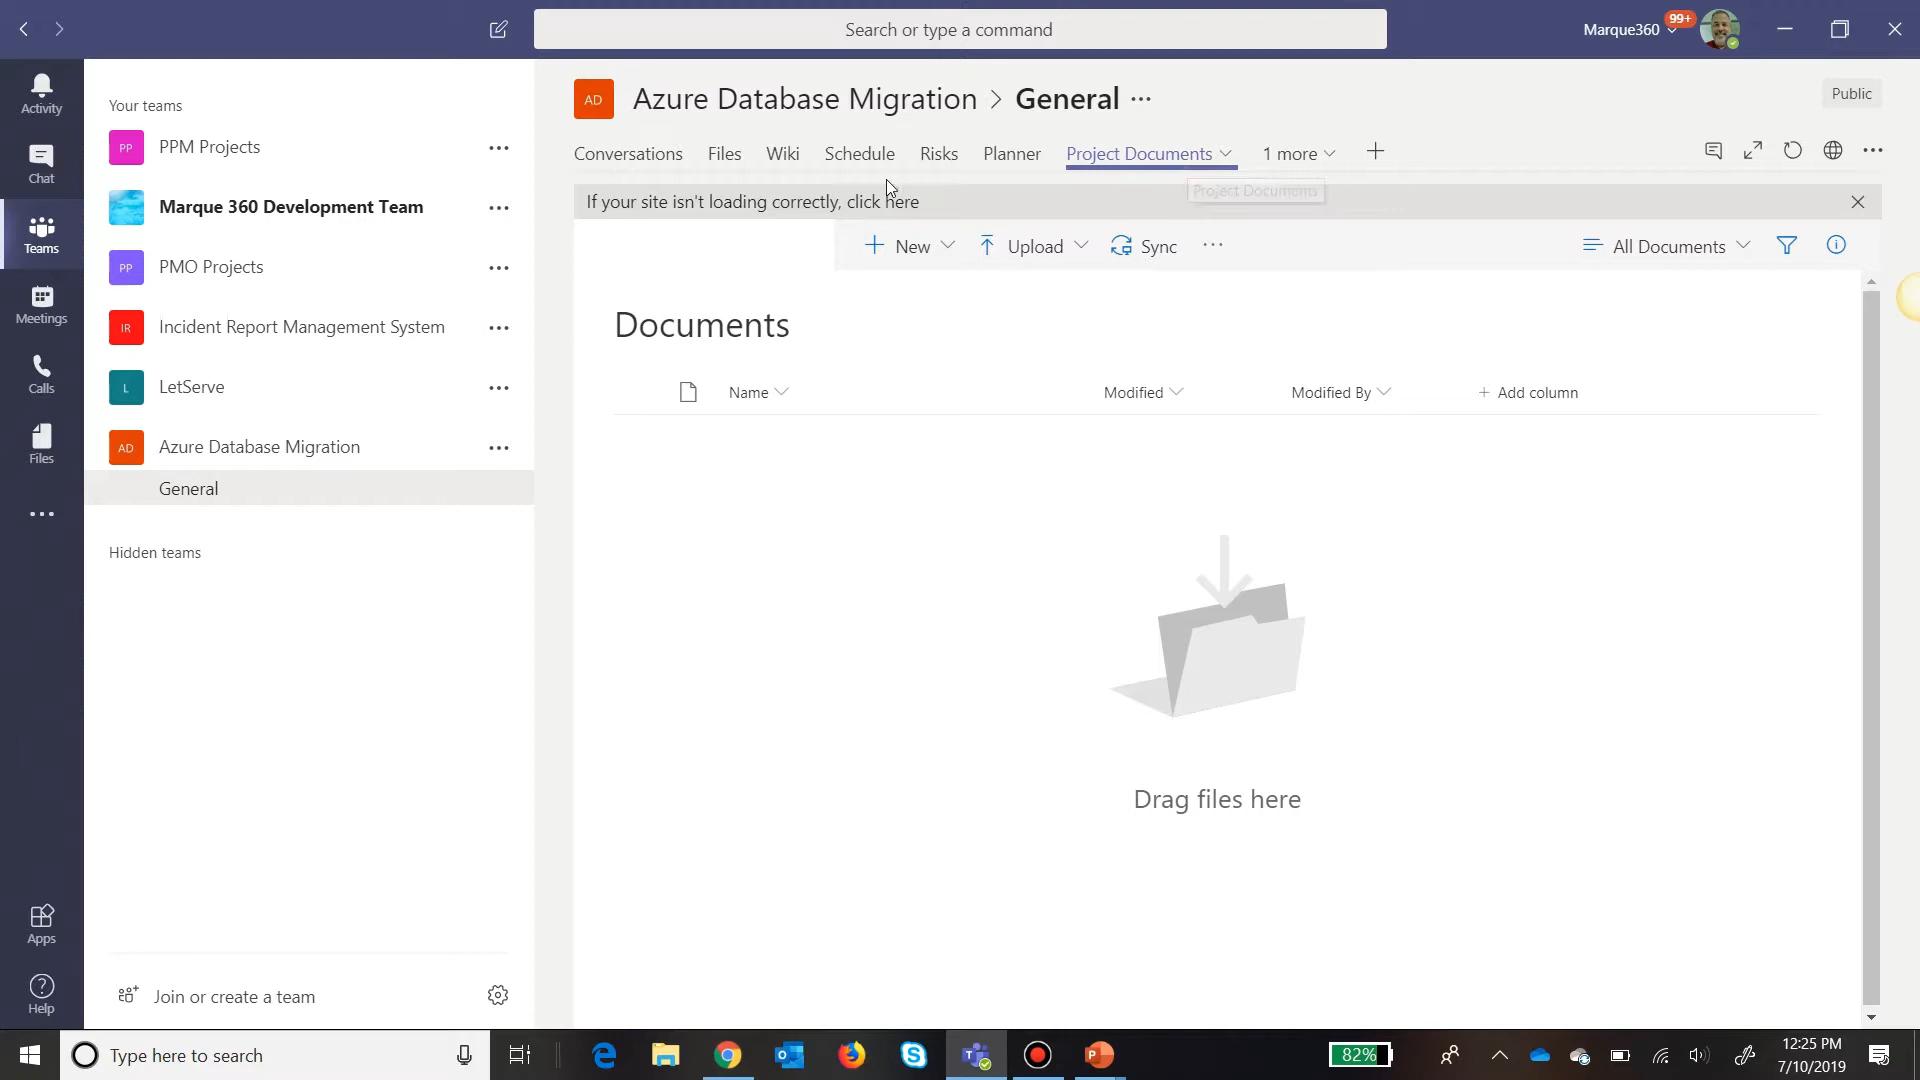 Search or type a command
Marque360
99+
Activity
Chat
Teams
Meetings
Calls
Files
Apps
Help
Your teams
PP PPM Projects
Marque 360 Development Team
PP PMO Projects
IR Incident Report Management System
L LetServe
AD Azure Database Migration
General
Hidden teams
Join or create a team
AD Azure Database Migration > General
Public
Conversations Files Wiki Schedule Risks Planner Project Documents 1 more
Project Documents
If your site isn't loading correctly, click here
New Upload Sync All Documents
Documents
Name Modified Modified By Add column
Drag files here
Type here to search
82%
12:25 PM
7/10/2019